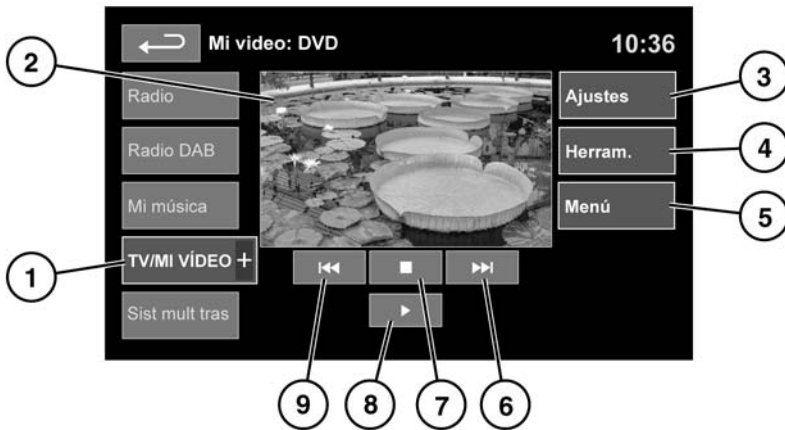 Mi video: DVD 10:36
Radio
Radio DAB
Mi música
TV/MI VÍDEO +
Sist mult tras
Ajustes
Herram.
Menú
1
2
3
4
5
6
7
8
9